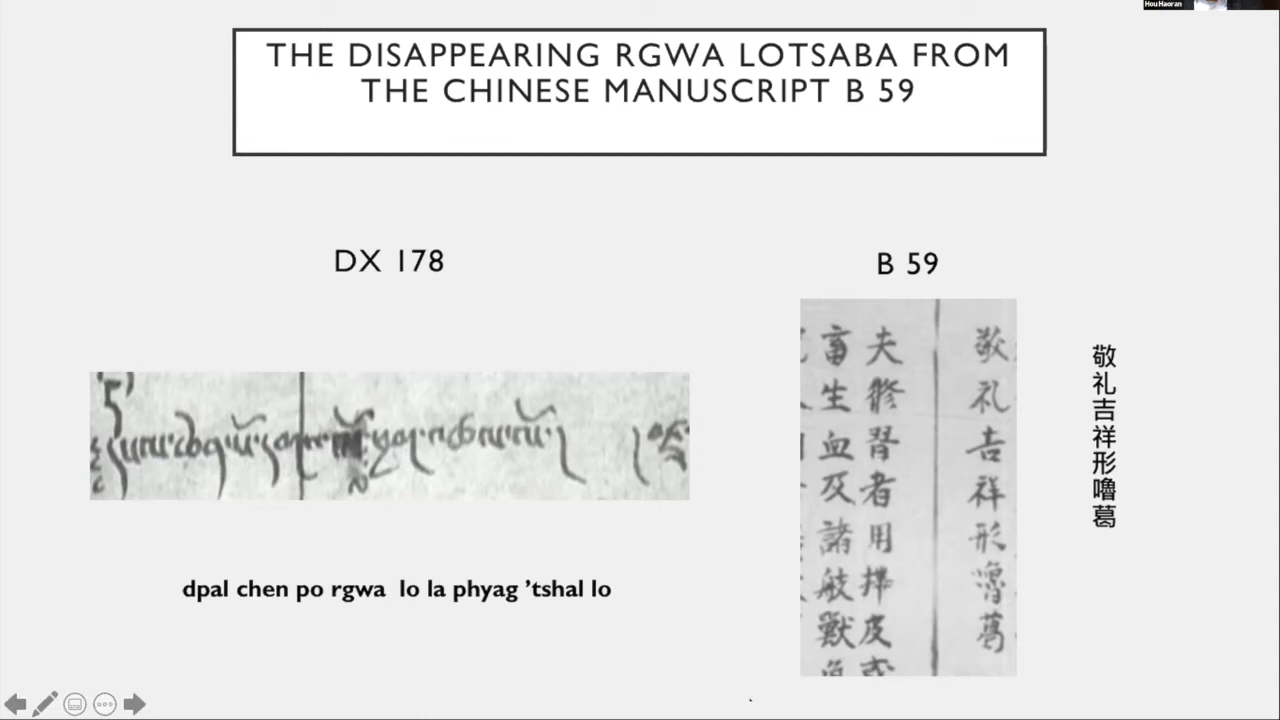 Hou Haoran
THE DISAPPEARING RGWA LOTSABA FROM
THE CHINESE MANUSCRIPT B 59
DX 178
B 59
敬礼吉祥形嚕葛
夫修習者用
畜生血及諸
獸
敬礼吉祥形嚕葛
dpal chen po rgwa lo la phyag ’tshal lo